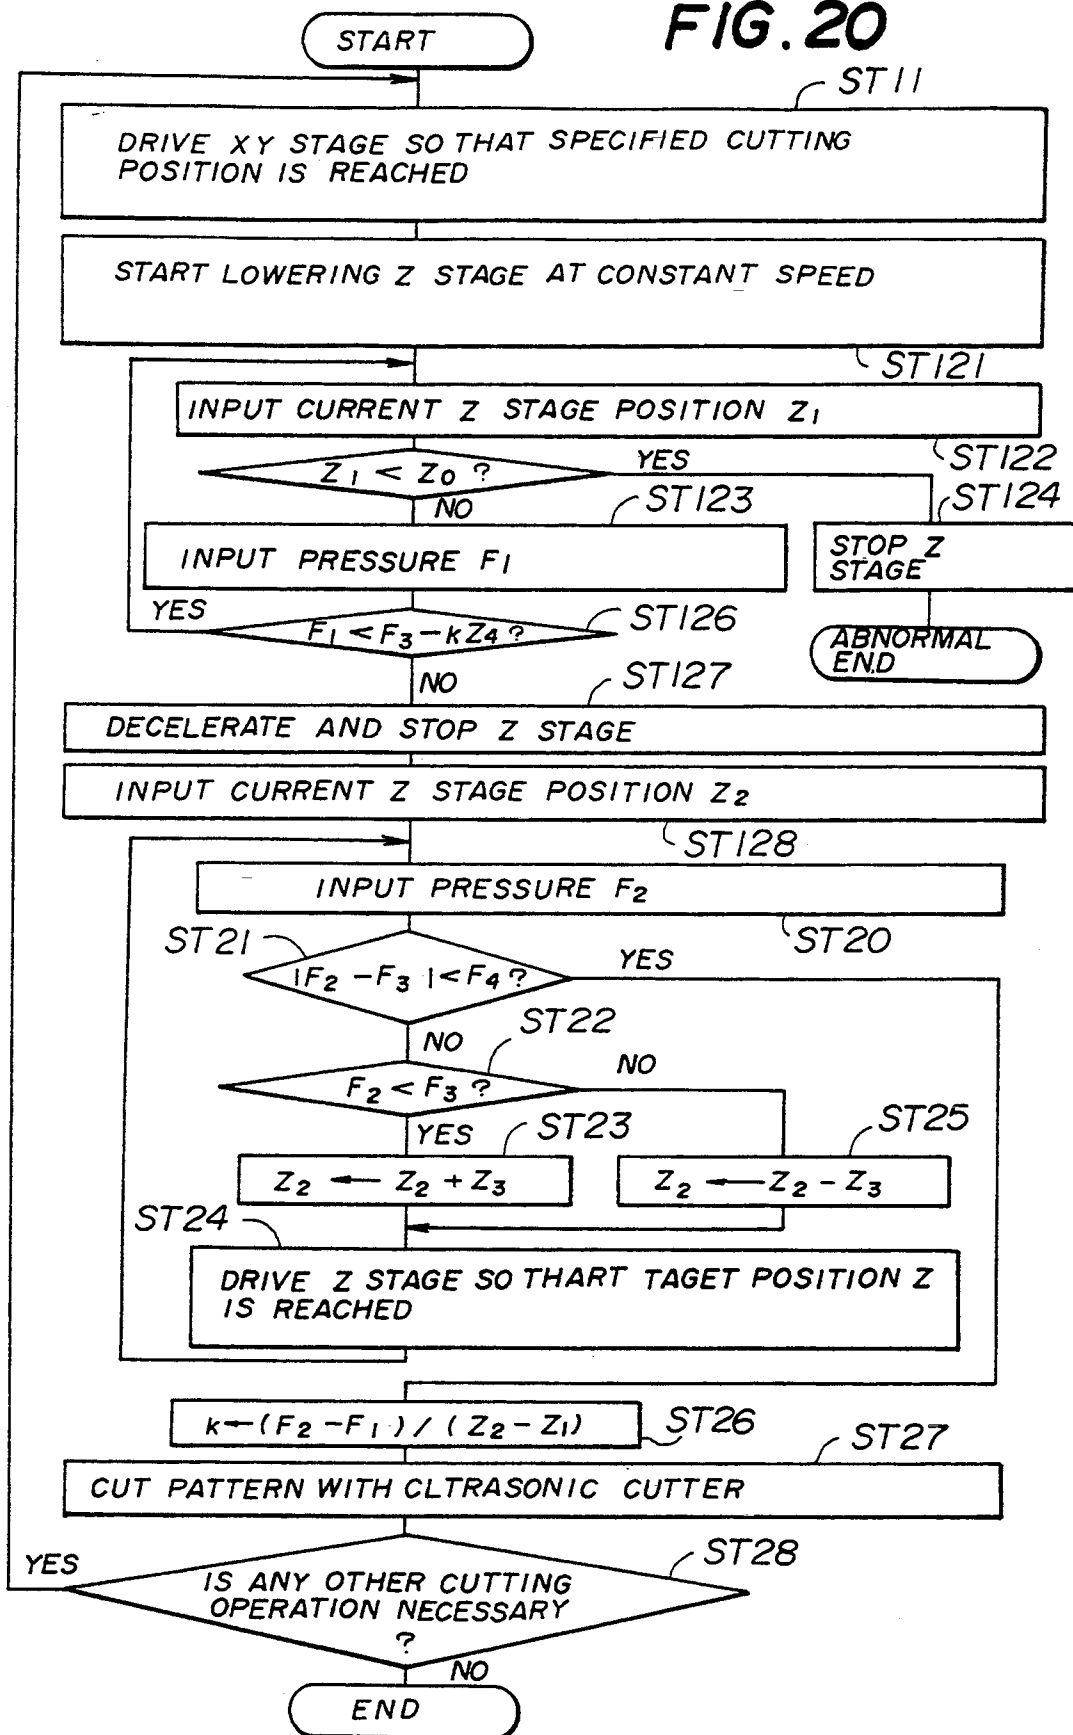 FIG. 20
START
ST11
DRIVE XY STAGE SO THAT SPECIFIED CUTTING
POSITION IS REACHED
START LOWERING Z STAGE AT CONSTANT SPEED
ST121
INPUT CURRENT Z STAGE POSITION Z1
ST122
Z1 < Z0 ?
YES
NO
ST123
ST124
INPUT PRESSURE F1
STOP Z
STAGE
YES
F1 < F3 - kZ4 ?
ST126
ABNORMAL
END
NO
ST127
DECELERATE AND STOP Z STAGE
INPUT CURRENT Z STAGE POSITION Z2
ST128
INPUT PRESSURE F2
ST20
ST21
|F2 - F3 | < F4 ?
YES
NO
ST22
F2 < F3 ?
NO
YES
ST23
ST25
Z2 ← Z2 + Z3
Z2 ← Z2 - Z3
ST24
DRIVE Z STAGE SO THART TAGET POSITION Z
IS REACHED
k ← (F2 - F1) / (Z2 - Z1)
ST26
ST27
CUT PATTERN WITH CLTRASONIC CUTTER
YES
ST28
IS ANY OTHER CUTTING
OPERATION NECESSARY
?
NO
END